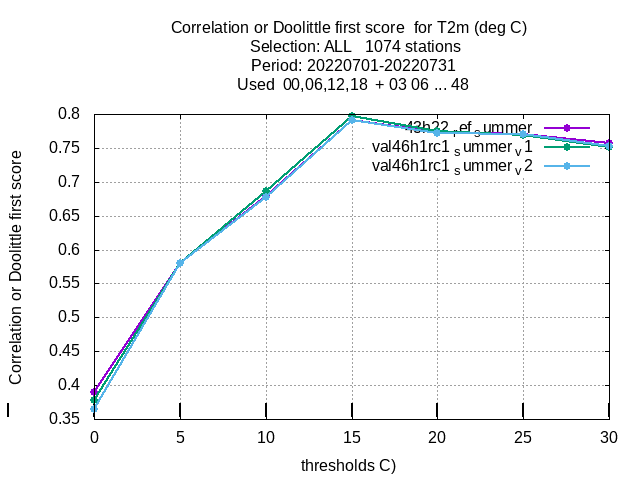 Correlation or Doolittle first score for T2m (deg C)
Selection: ALL 1074 stations
Period: 20220701-20220731
Used 00,06,12,18 + 03 06 ... 48
Correlation or Doolittle first score
0.8
0.75
0.7
0.65
0.6
0.55
0.5
0.45
0.4
0.35
43h22_ref_summer
val46h1rc1_summer_v1
val46h1rc1_summer_v2
0 5 10 15 20 25 30
thresholds C)